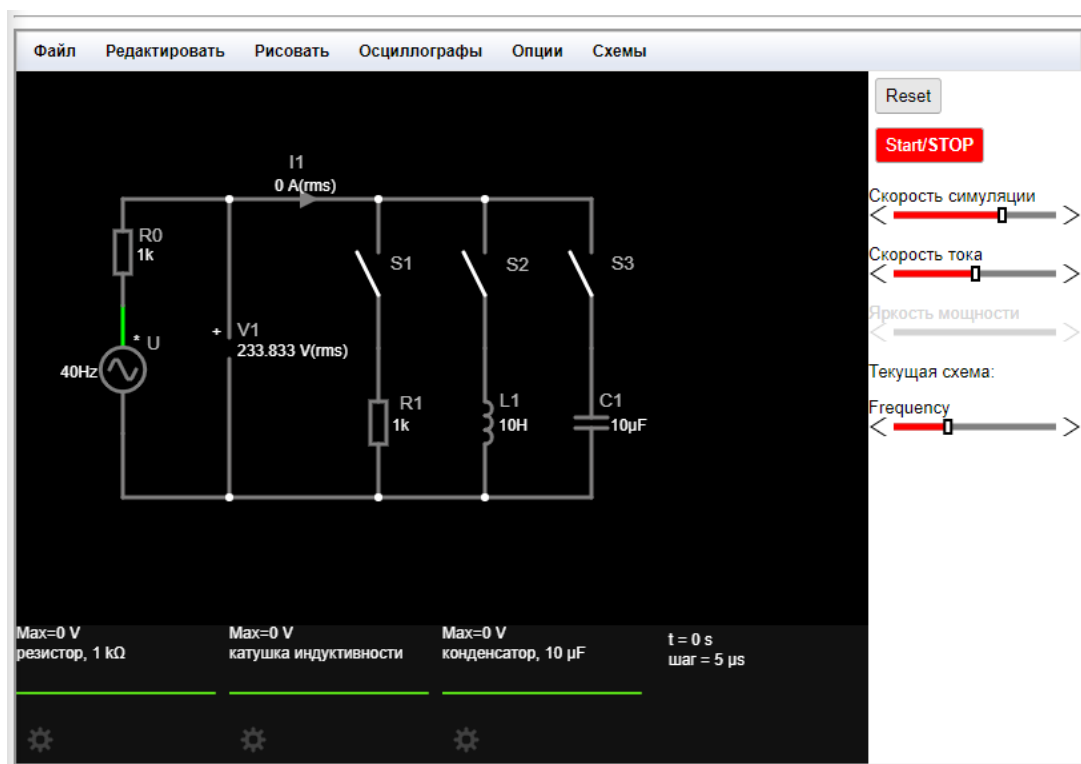 Файл Редактировать Рисовать Осциллографы Опции Схемы
Reset
Start/STOP
Скорость симуляции
Скорость тока
Яркость мощности
Текущая схема:
Frequency
I1
0 A(rms)
R0
1k
* U
40Hz
+ V1
233.833 V(rms)
S1
S2
S3
R1
1k
L1
10H
C1
10μF
Max=0 V
резистор, 1 kΩ
Max=0 V
катушка индуктивности
Max=0 V
конденсатор, 10 μF
t = 0 s
шаг = 5 μs